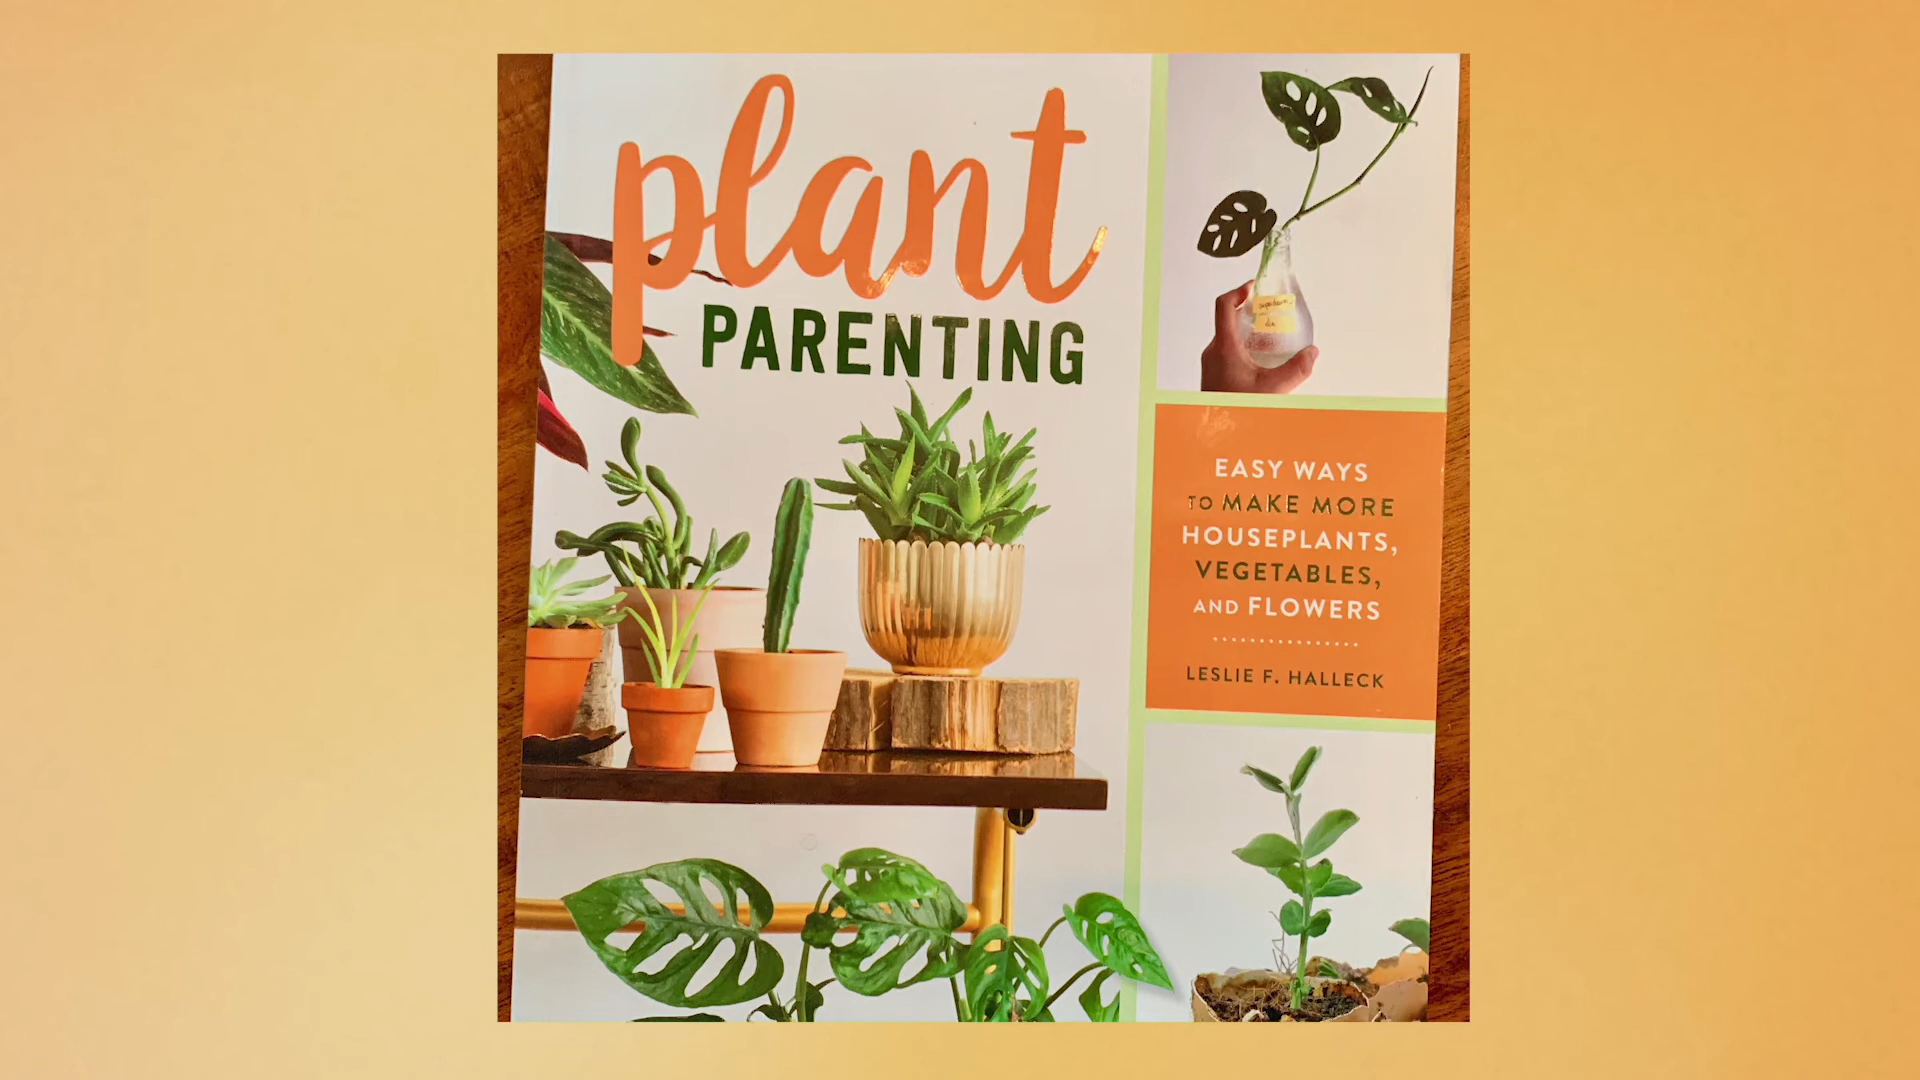 plant
PARENTING
EASY WAYS
TO MAKE MORE
HOUSEPLANTS,
VEGETABLES,
AND FLOWERS
LESLIE F. HALLECK